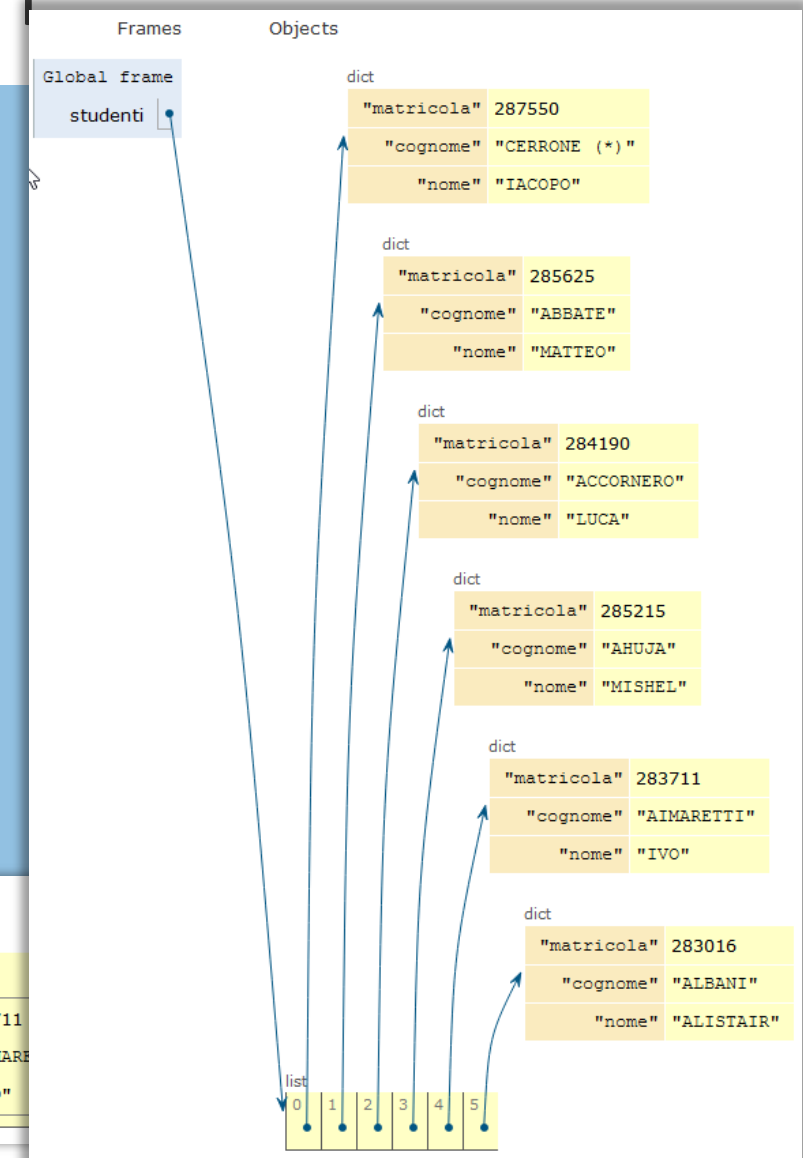 Frames Objects
Global frame
studenti
dict
"matricola" 287550
"cognome" "CERRONE (*)"
"nome" "IACOPO"
dict
"matricola" 285625
"cognome" "ABBATE"
"nome" "MATTEO"
dict
"matricola" 284190
"cognome" "ACCORNERO"
"nome" "LUCA"
dict
"matricola" 285215
"cognome" "AHUJA"
"nome" "MISHEL"
dict
"matricola" 283711
"cognome" "AIMARETTI"
"nome" "IVO"
dict
"matricola" 283016
"cognome" "ALBANI"
"nome" "ALISTAIR"
list
0 1 2 3 4 5